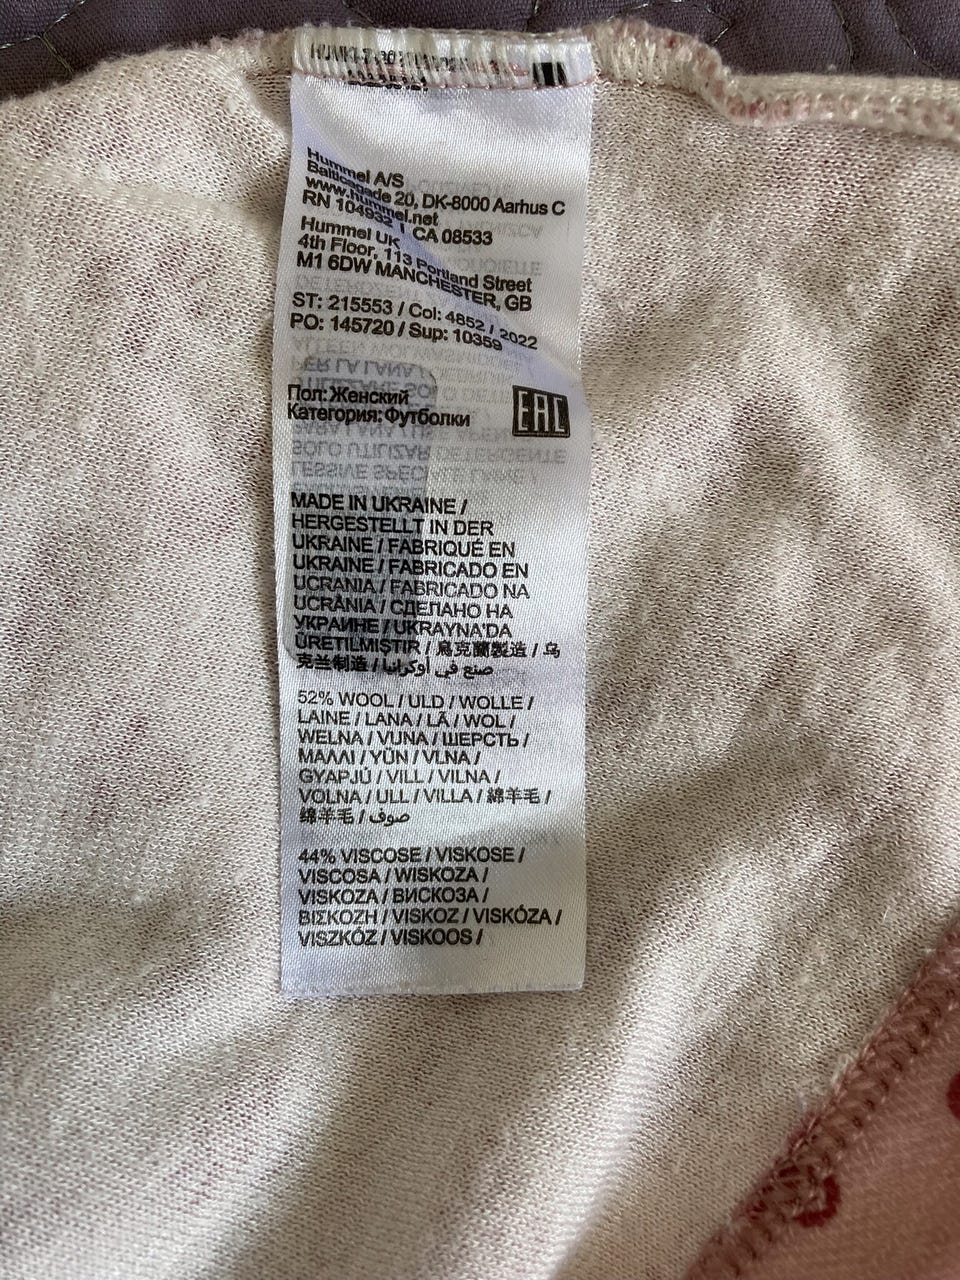 Hummel A/S
Balticagade 20, DK-8000 Aarhus C
www.hummel.net
RN 104932 | CA 08533
Hummel UK
4th Floor, 113 Portland Street
M1 6DW MANCHESTER, GB
ST: 215553 / Col: 4852 / 2022
PO: 145720 / Sup: 10359
Пол: Женский
Категория: Футболки
EAC
MADE IN UKRAINE /
HERGESTELLT IN DER
UKRAINE / FABRIQUÉ EN
UKRAINE / FABRICADO EN
UCRANIA / FABRICADO NA
UCRÂNIA / СДЕЛАНО НА
УКРАИНЕ / UKRAYNA'DA
ÜRETILMIŞTIR / 烏克蘭製造 / 乌
克兰制造 / صنع في أوكرانيا
52% WOOL / ULD / WOLLE /
LAINE / LANA / LÃ / WOL /
WELNA / VUNA / ШЕРСТЬ /
ΜΑΛΛΙ / YÜN / VLNA /
GYAPJÚ / VILL / VILNA /
VOLNA / ULL / VILLA / 綿羊毛 /
绵羊毛 / صوف
44% VISCOSE / VISKOSE /
VISCOSA / WISKOZA /
VISKOZA / ВИСКОЗА /
ΒΙΣΚΟΖΗ / VISKOZ / VISKÓZA /
VISZKÓZ / VISKOOS /